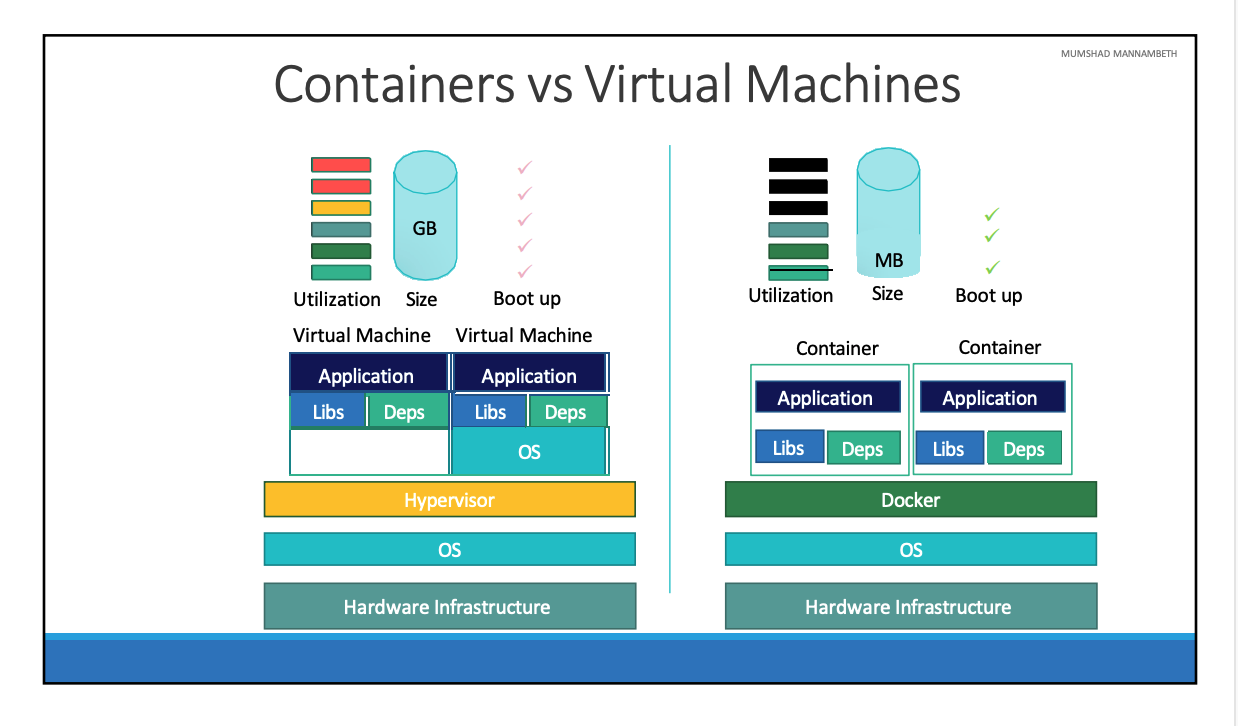 MUMSHAD MANNAMBETH
Containers vs Virtual Machines
GB
Utilization Size Boot up
Virtual Machine Virtual Machine
Application Application
Libs Deps Libs Deps
OS
Hypervisor
OS
Hardware Infrastructure
MB
Utilization Size Boot up
Container Container
Application Application
Libs Deps Libs Deps
Docker
OS
Hardware Infrastructure